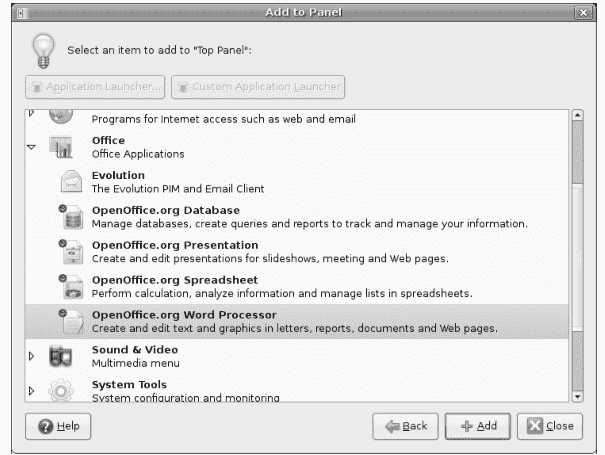 Add to Panel
Select an item to add to "Top Panel":
Application Launcher...
Custom Application Launcher
Programs for Internet access such as web and email
Office
Office Applications
Evolution
The Evolution PIM and Email Client
OpenOffice.org Database
Manage databases, create queries and reports to track and manage your information.
OpenOffice.org Presentation
Create and edit presentations for slideshows, meeting and Web pages.
OpenOffice.org Spreadsheet
Perform calculation, analyze information and manage lists in spreadsheets.
OpenOffice.org Word Processor
Create and edit text and graphics in letters, reports, documents and Web pages.
Sound & Video
Multimedia menu
System Tools
System configuration and monitoring
Help
Back
Add
Close